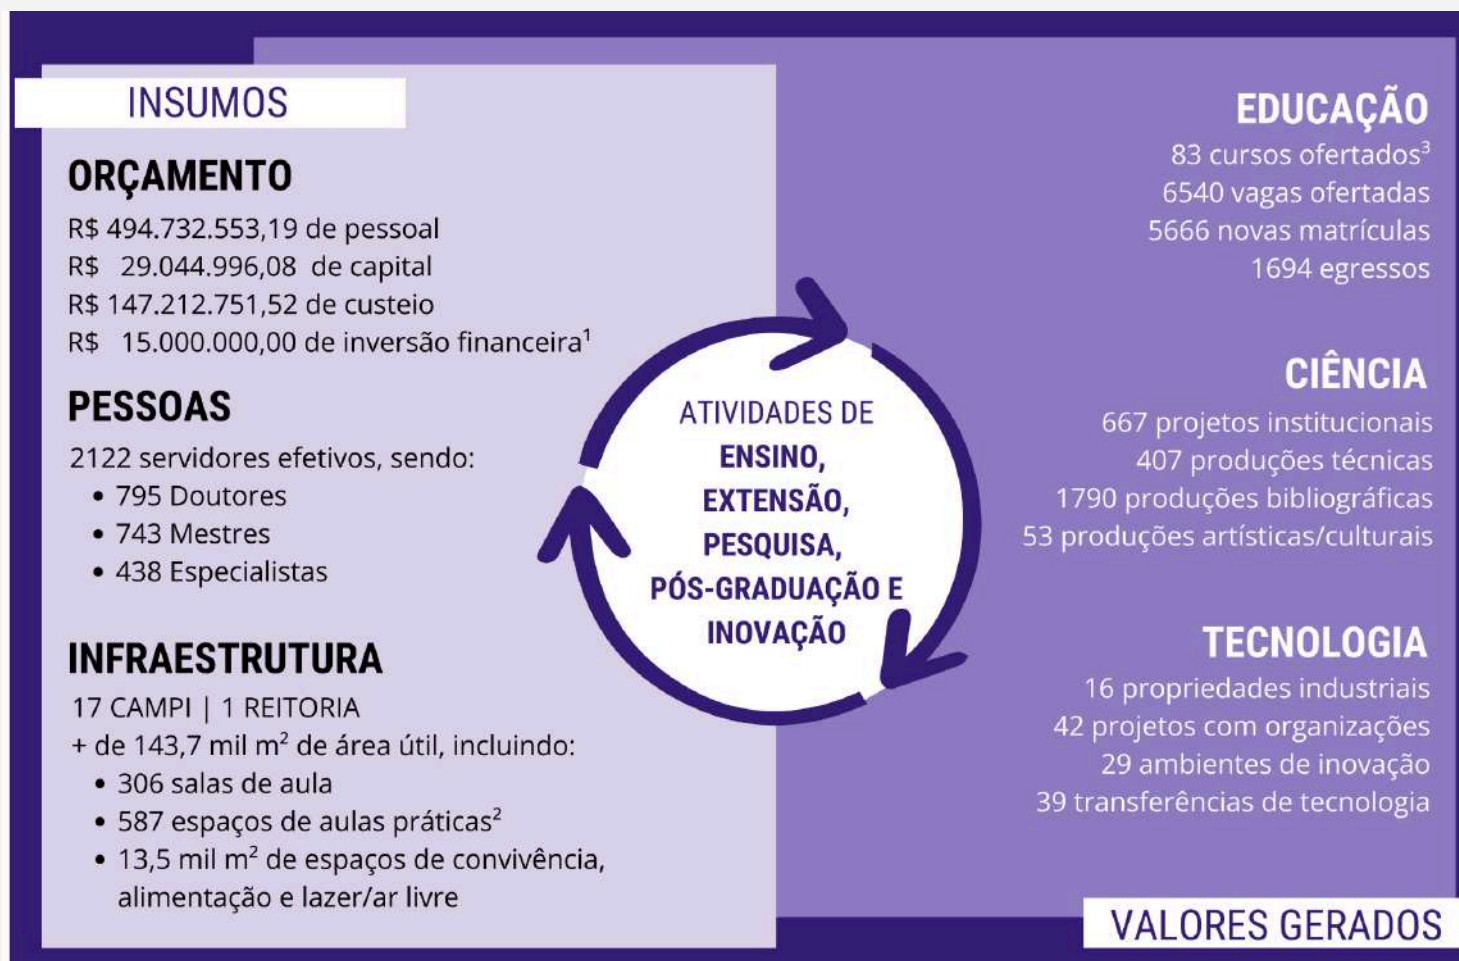 INSUMOS
ORÇAMENTO
R$ 494.732.553,19 de pessoal
R$ 29.044.996,08 de capital
R$ 147.212.751,52 de custeio
R$ 15.000.000,00 de inversão financeira¹
PESSOAS
2122 servidores efetivos, sendo:
• 795 Doutores
• 743 Mestres
• 438 Especialistas
INFRAESTRUTURA
17 CAMPI | 1 REITORIA
+ de 143,7 mil m² de área útil, incluindo:
• 306 salas de aula
• 587 espaços de aulas práticas²
• 13,5 mil m² de espaços de convivência,
alimentação e lazer/ar livre
ATIVIDADES DE
ENSINO,
EXTENSÃO,
PESQUISA,
PÓS-GRADUAÇÃO E
INOVAÇÃO
EDUCAÇÃO
83 cursos ofertados³
6540 vagas ofertadas
5666 novas matrículas
1694 egressos
CIÊNCIA
667 projetos institucionais
407 produções técnicas
1790 produções bibliográficas
53 produções artísticas/culturais
TECNOLOGIA
16 propriedades industriais
42 projetos com organizações
29 ambientes de inovação
39 transferências de tecnologia
VALORES GERADOS